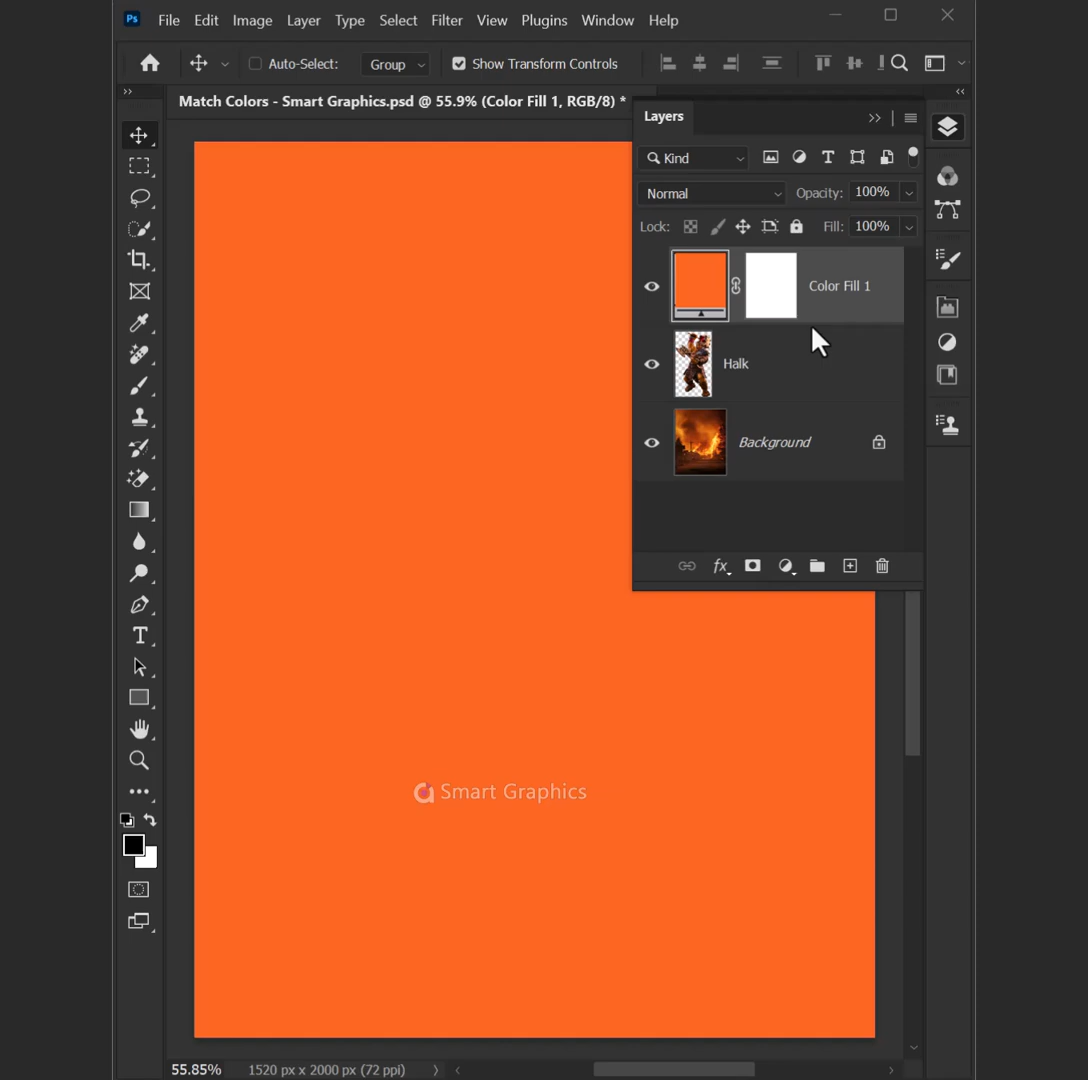 Ps File Edit Image Layer Type Select Filter View Plugins Window Help
Auto-Select: Group Show Transform Controls
Match Colors - Smart Graphics.psd @ 55.9% (Color Fill 1, RGB/8) *
Layers
Kind
Normal Opacity: 100%
Lock: Fill: 100%
Color Fill 1
Halk
Background
fx
Smart Graphics
55.85% 1520 px x 2000 px (72 ppi)